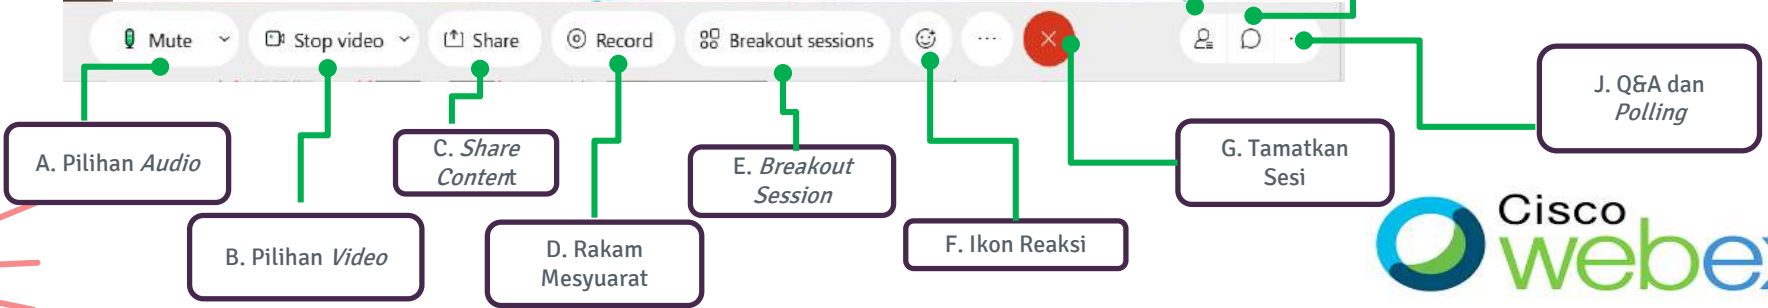 Mute
Stop video
Share
Record
Breakout sessions
A. Pilihan Audio
B. Pilihan Video
C. Share
Content
D. Rakam
Mesyuarat
E. Breakout
Session
F. Ikon Reaksi
G. Tamatkan
Sesi
J. Q&A dan
Polling
Cisco
webex